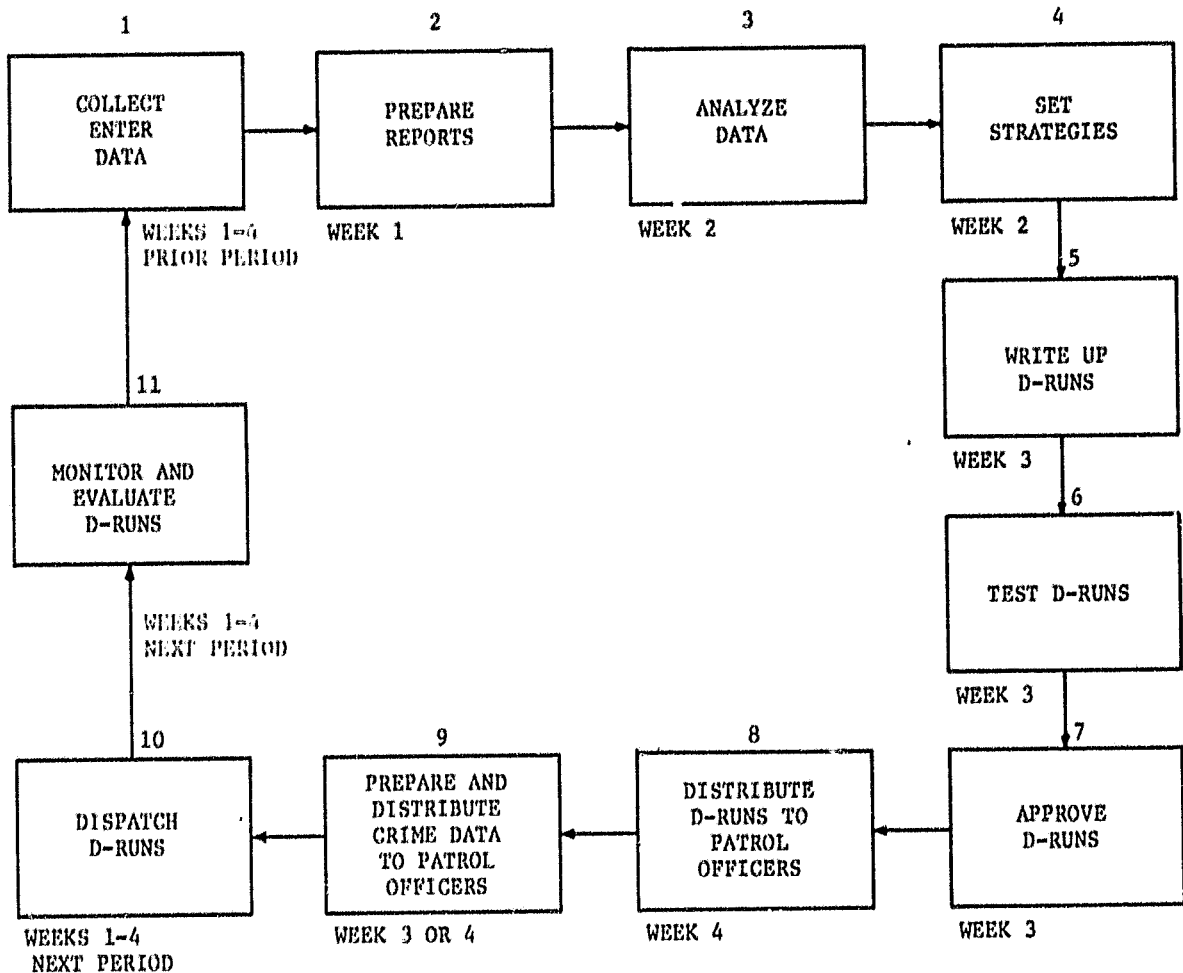 1
COLLECT
ENTER
DATA
WEEKS 1-4
PRIOR PERIOD
2
PREPARE
REPORTS
WEEK 1
3
ANALYZE
DATA
WEEK 2
4
SET
STRATEGIES
WEEK 2
5
WRITE UP
D-RUNS
WEEK 3
6
TEST D-RUNS
WEEK 3
7
APPROVE
D-RUNS
WEEK 3
8
DISTRIBUTE
D-RUNS TO
PATROL
OFFICERS
WEEK 4
9
PREPARE AND
DISTRIBUTE
CRIME DATA
TO PATROL
OFFICERS
WEEK 3 OR 4
10
DISPATCH
D-RUNS
WEEKS 1-4
NEXT PERIOD
11
MONITOR AND
EVALUATE
D-RUNS
WEEKS 1-4
NEXT PERIOD